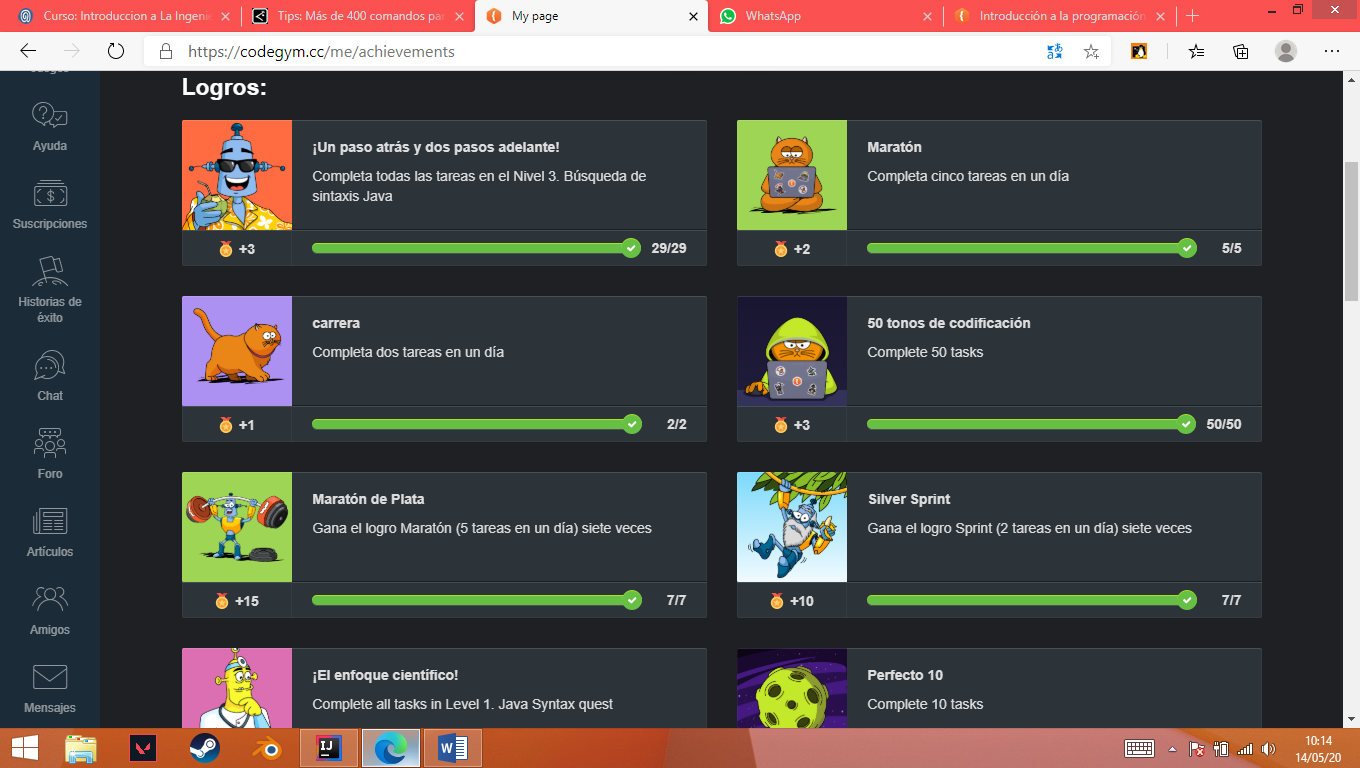 Curso: Introduccion a La Ingeni
Tips: Más de 400 comandos par
My page
WhatsApp
Introducción a la programación
https://codegym.cc/me/achievements
Ayuda
Suscripciones
Historias de
éxito
Chat
Foro
Artículos
Amigos
Mensajes
Logros:
¡Un paso atrás y dos pasos adelante!
Completa todas las tareas en el Nivel 3. Búsqueda de
sintaxis Java
+3
29/29
Maratón
Completa cinco tareas en un día
+2
5/5
carrera
Completa dos tareas en un día
+1
2/2
50 tonos de codificación
Complete 50 tasks
+3
50/50
Maratón de Plata
Gana el logro Maratón (5 tareas en un día) siete veces
+15
7/7
Silver Sprint
Gana el logro Sprint (2 tareas en un día) siete veces
+10
7/7
¡El enfoque científico!
Complete all tasks in Level 1. Java Syntax quest
Perfecto 10
Complete 10 tasks
10:14
14/05/20